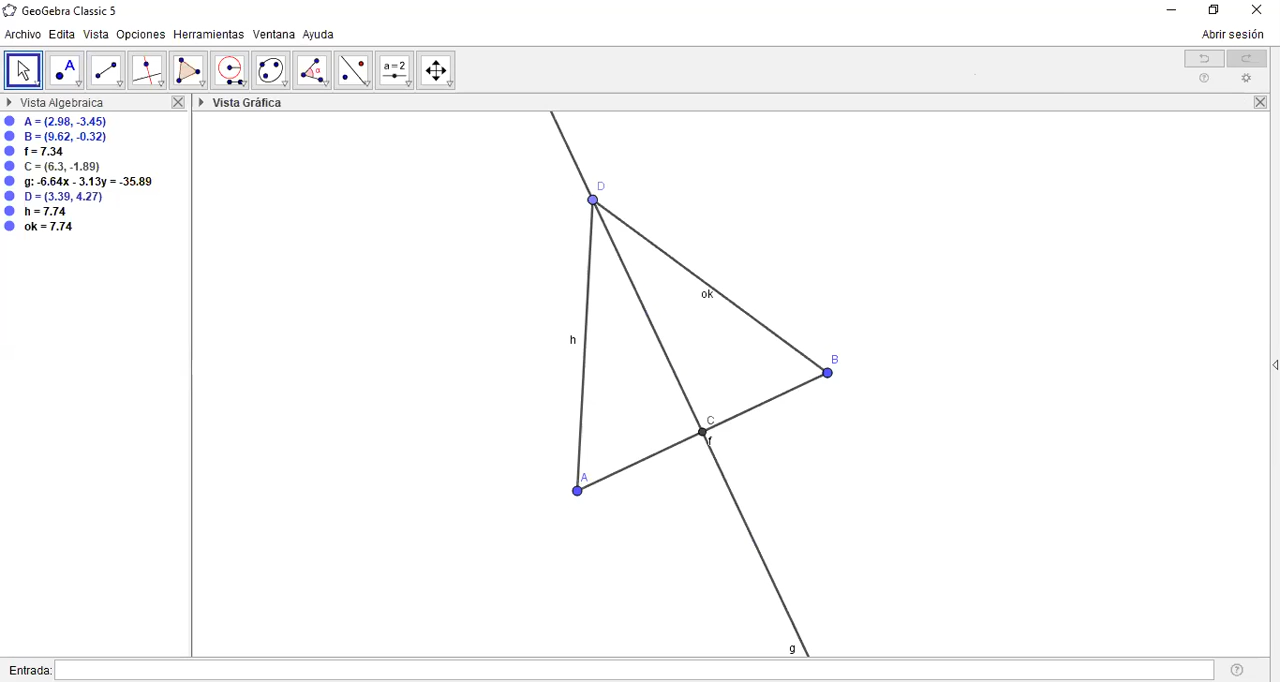 GeoGebra Classic 5
Archivo Edita Vista Opciones Herramientas Ventana Ayuda
Abrir sesión
A
α
a = 2
Vista Algebraica
Vista Gráfica
A = (2.98, -3.45)
B = (9.62, -0.32)
f = 7.34
C = (6.3, -1.89)
g: -6.64x - 3.13y = -35.89
D = (3.39, 4.27)
h = 7.74
ok = 7.74
D
ok
h
B
C
f
A
g
Entrada: